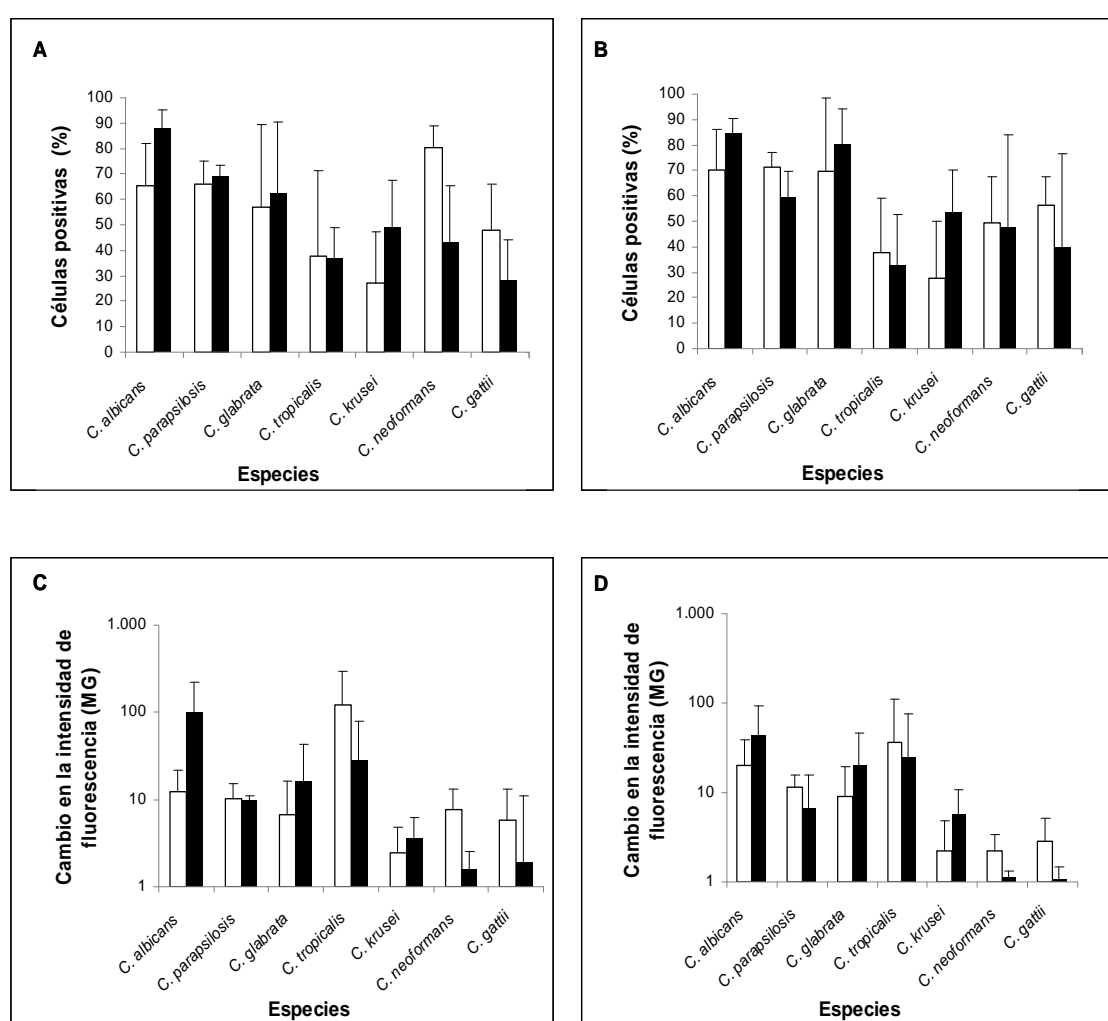 A
Células positivas (%)
100
90
80
70
60
50
40
30
20
10
0
C. albicans
C. parapsilosis
C. glabrata
C. tropicalis
C. krusei
C. neoformans
C. gattii
Especies
B
Células positivas (%)
100
90
80
70
60
50
40
30
20
10
0
C. albicans
C. parapsilosis
C. glabrata
C. tropicalis
C. krusei
C. neoformans
C. gattii
Especies
C
Cambio en la intensidad de
fluorescencia (MG)
1.000
100
10
1
C. albicans
C. parapsilosis
C. glabrata
C. tropicalis
C. krusei
C. neoformans
C. gattii
Especies
D
Cambio en la intensidad de
fluorescencia (MG)
1.000
100
10
1
C. albicans
C. parapsilosis
C. glabrata
C. tropicalis
C. krusei
C. neoformans
C. gattii
Especies